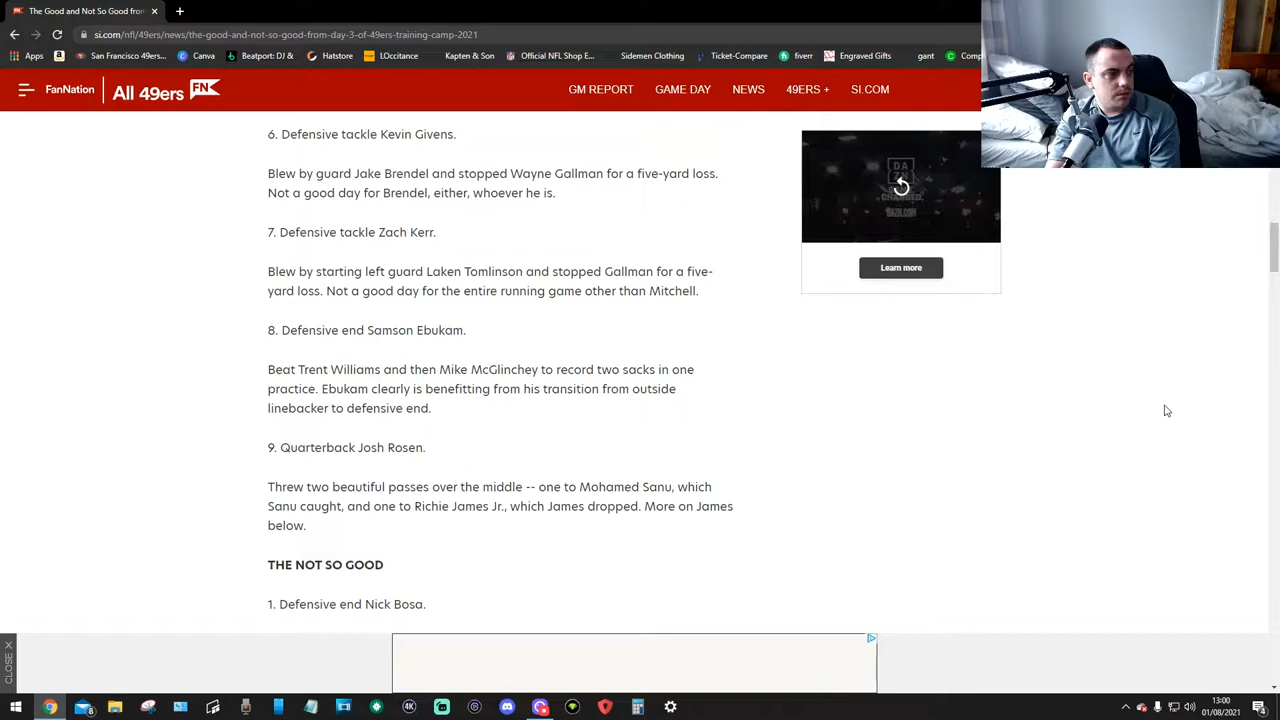 The Good and Not So Good from
si.com/nfl/49ers/news/the-good-and-not-so-good-from-day-3-of-49ers-training-camp-2021
Apps San Francisco 49ers... Canva Beatport: DJ & Hatstore LOccitance Kapten & Son Official NFL Shop E... Sidemen Clothing Ticket-Compare fiverr Engraved Gifts gant Comp
FanNation All 49ers FN GM REPORT GAME DAY NEWS 49ERS + SI.COM
6. Defensive tackle Kevin Givens.
Blew by guard Jake Brendel and stopped Wayne Gallman for a five-yard loss.
Not a good day for Brendel, either, whoever he is.
7. Defensive tackle Zach Kerr.
Blew by starting left guard Laken Tomlinson and stopped Gallman for a five-
yard loss. Not a good day for the entire running game other than Mitchell.
8. Defensive end Samson Ebukam.
Beat Trent Williams and then Mike McGlinchey to record two sacks in one
practice. Ebukam clearly is benefitting from his transition from outside
linebacker to defensive end.
9. Quarterback Josh Rosen.
Threw two beautiful passes over the middle -- one to Mohamed Sanu, which
Sanu caught, and one to Richie James Jr., which James dropped. More on James
below.
THE NOT SO GOOD
1. Defensive end Nick Bosa.
DA
ZN
Learn more
CLOSE X
13:00
01/08/2021